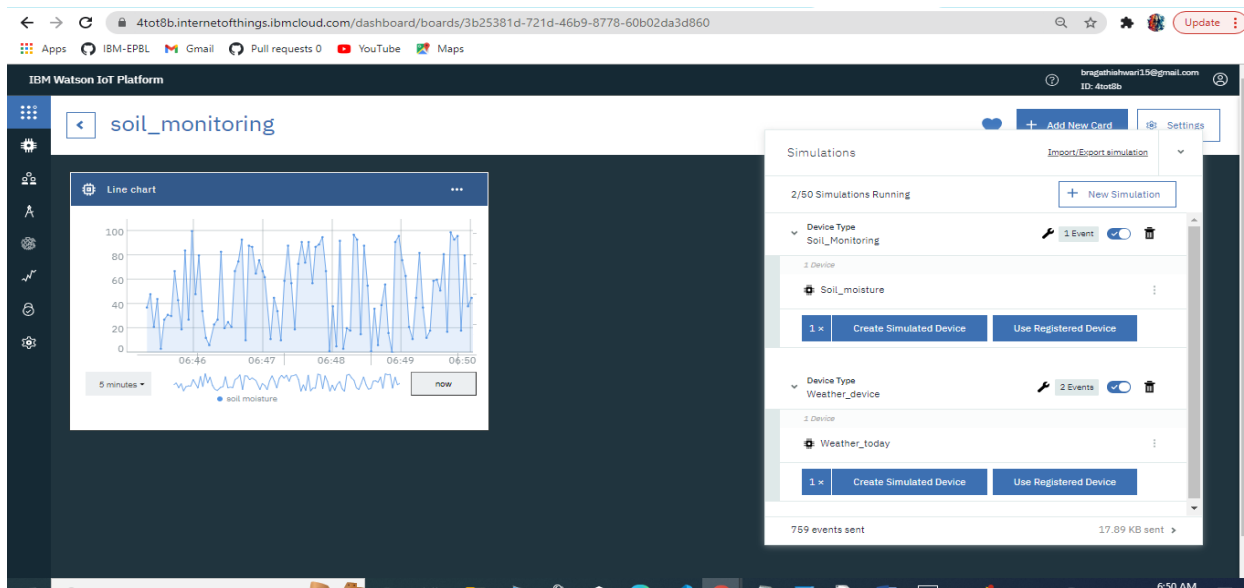 4tot8b.internetofthings.ibmcloud.com/dashboard/boards/3b25381d-721d-46b9-8778-60b02da3d860
Update
Apps IBM-EPBL Gmail Pull requests 0 YouTube Maps
IBM Watson IoT Platform
bragathishwari15@gmail.com
ID: 4tot8b
soil_monitoring
+ Add New Card Settings
Simulations Import/Export simulation
Line chart
2/50 Simulations Running + New Simulation
Device Type
Soil_Monitoring
1 Event
1 Device
Soil_moisture
1 × Create Simulated Device Use Registered Device
Device Type
Weather_device
2 Events
1 Device
Weather_today
1 × Create Simulated Device Use Registered Device
759 events sent 17.89 KB sent >
100
80
60
40
20
0
06:46 06:47 06:48 06:49 06:50
5 minutes now
soil moisture
6:50 AM